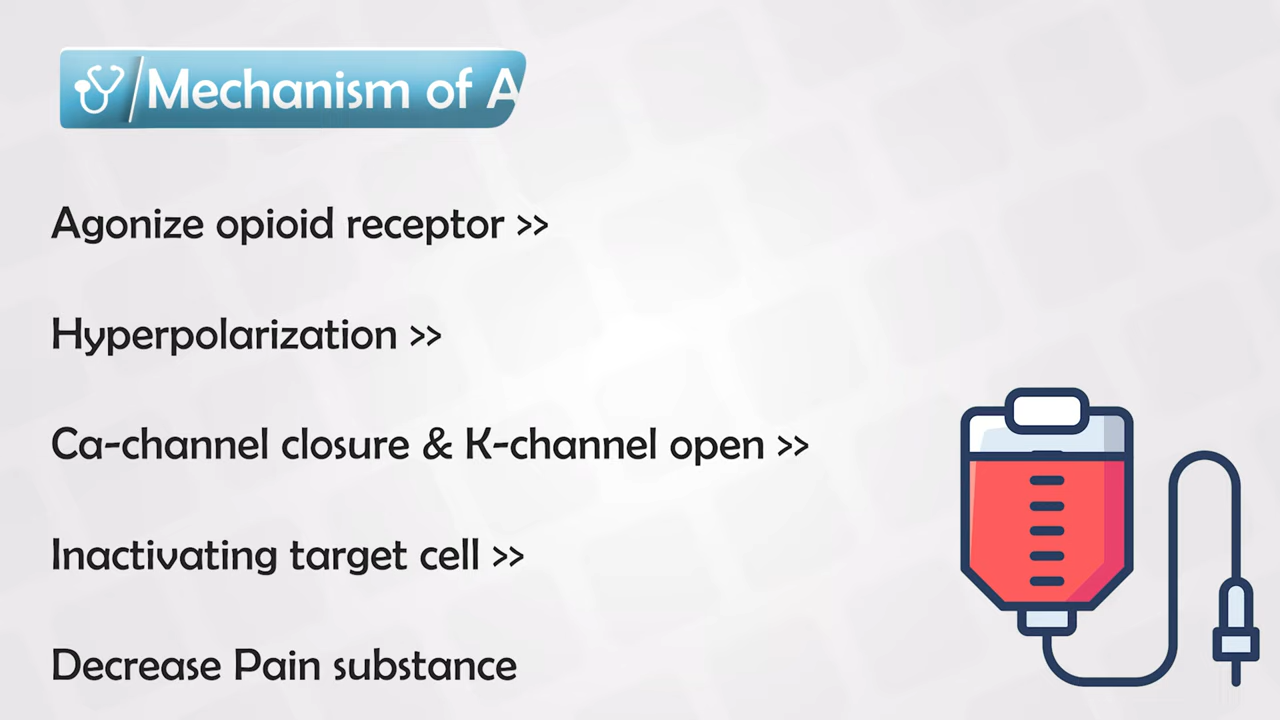 Mechanism of A
Agonize opioid receptor >>
Hyperpolarization >>
Ca-channel closure & K-channel open >>
Inactivating target cell >>
Decrease Pain substance